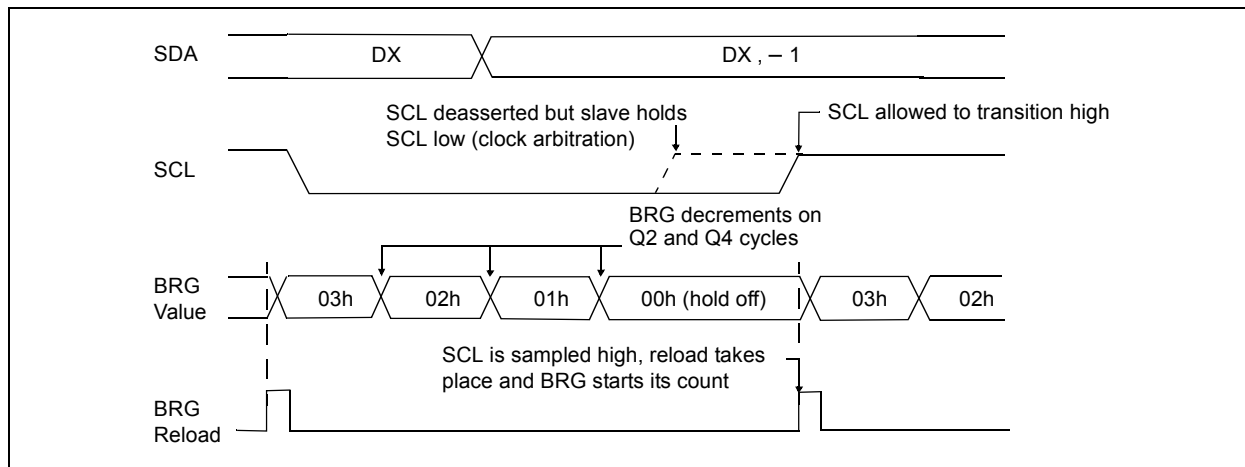 SDA
DX
DX , – 1
SCL deasserted but slave holds
SCL low (clock arbitration)
SCL allowed to transition high
SCL
BRG decrements on
Q2 and Q4 cycles
BRG
Value
03h
02h
01h
00h (hold off)
03h
02h
SCL is sampled high, reload takes
place and BRG starts its count
BRG
Reload